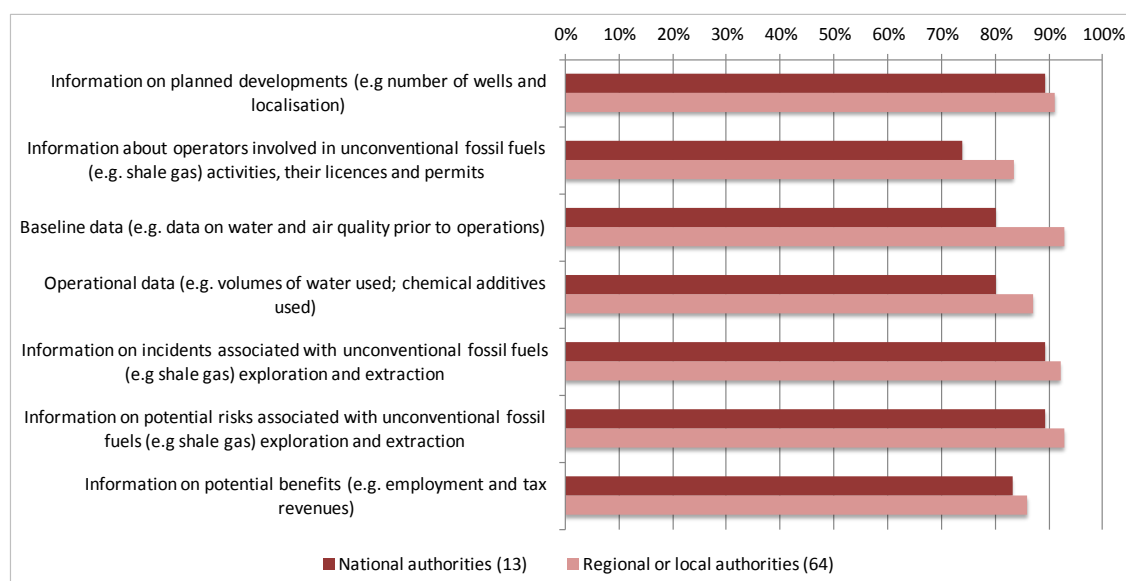 0% 10% 20% 30% 40% 50% 60% 70% 80% 90% 100%
Information on planned developments (e.g number of wells and
localisation)
Information about operators involved in unconventional fossil fuels
(e.g. shale gas) activities, their licences and permits
Baseline data (e.g. data on water and air quality prior to operations)
Operational data (e.g. volumes of water used; chemical additives
used)
Information on incidents associated with unconventional fossil fuels
(e.g shale gas) exploration and extraction
Information on potential risks associated with unconventional fossil
fuels (e.g shale gas) exploration and extraction
Information on potential benefits (e.g. employment and tax
revenues)
National authorities (13) Regional or local authorities (64)